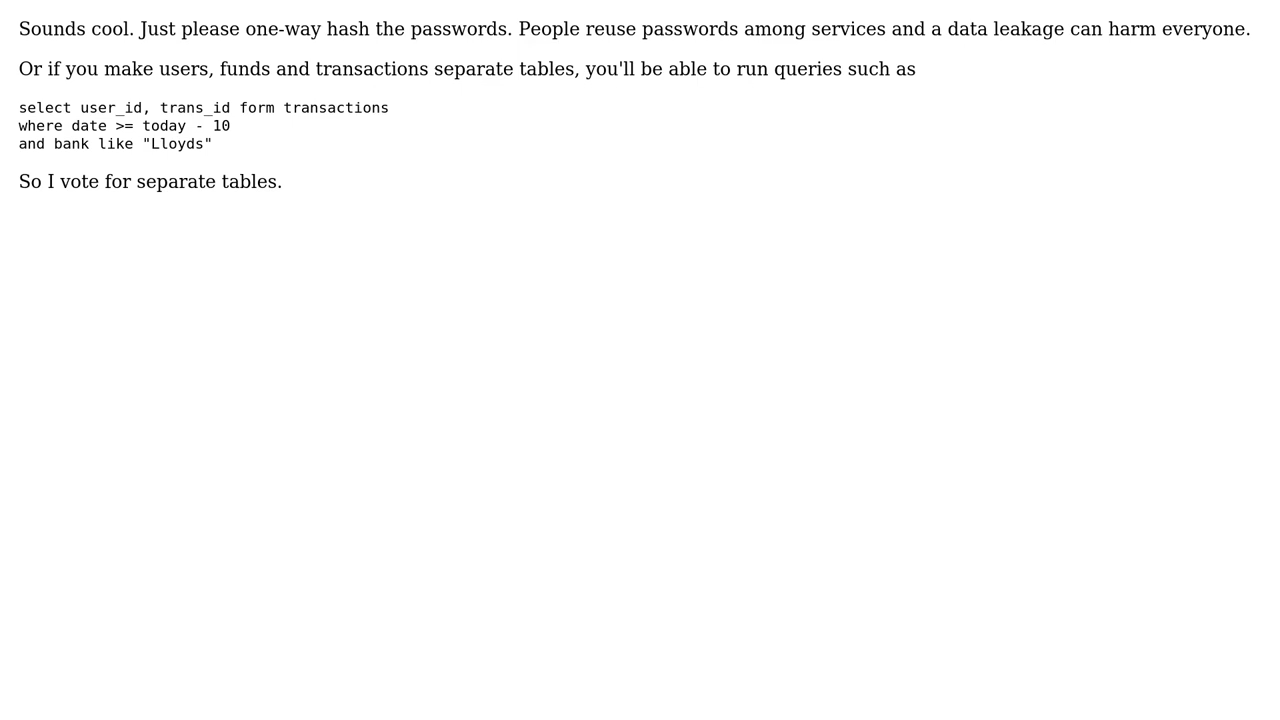 Sounds cool. Just please one-way hash the passwords. People reuse passwords among services and a data leakage can harm everyone.
Or if you make users, funds and transactions separate tables, you'll be able to run queries such as
select user_id, trans_id form transactions
where date >= today - 10
and bank like "Lloyds"
So I vote for separate tables.